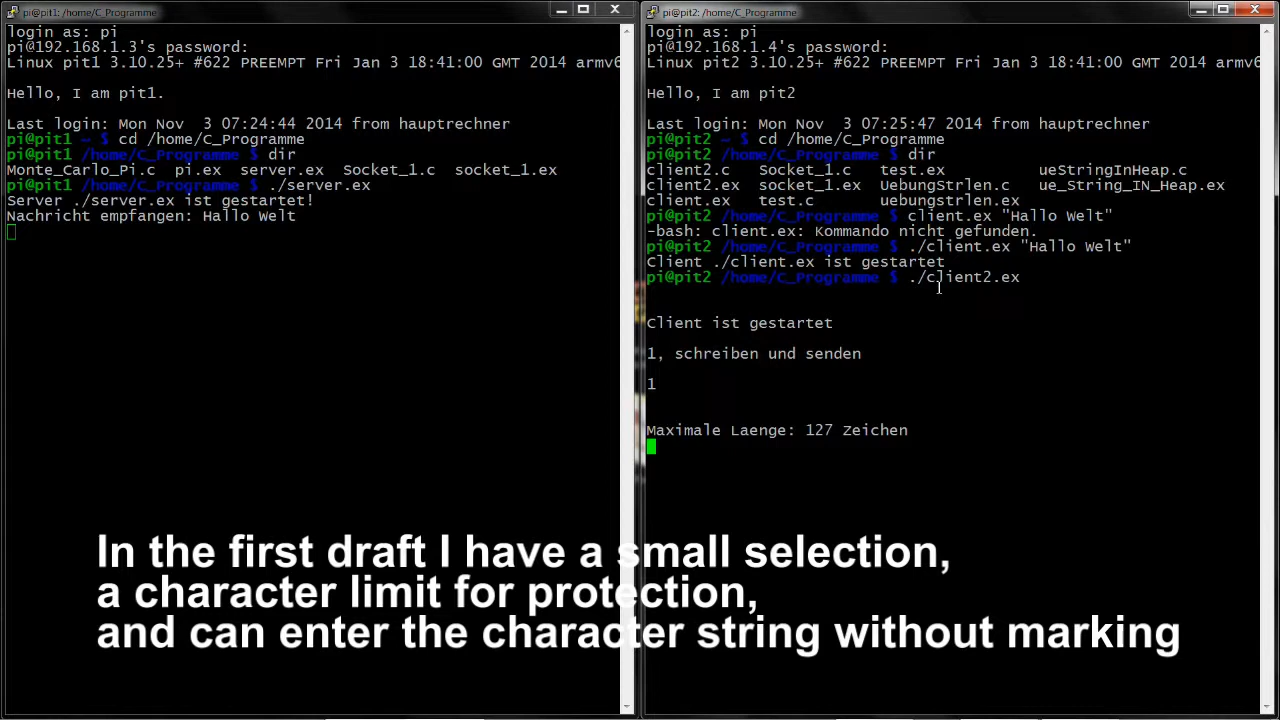 pi@pit1: /home/C_Programme
login as: pi
pi@192.168.1.3's password:
Linux pit1 3.10.25+ #622 PREEMPT Fri Jan 3 18:41:00 GMT 2014 armv6
Hello, I am pit1.
Last login: Mon Nov  3 07:24:44 2014 from hauptrechner
pi@pit1 ~ $ cd /home/C_Programme
pi@pit1 /home/C_Programme $ dir
Monte_Carlo_Pi.c  pi.ex  server.ex  Socket_1.c  socket_1.ex
pi@pit1 /home/C_Programme $ ./server.ex
Server ./server.ex ist gestartet!
Nachricht empfangen: Hallo Welt
pi@pit2: /home/C_Programme
login as: pi
pi@192.168.1.4's password:
Linux pit2 3.10.25+ #622 PREEMPT Fri Jan 3 18:41:00 GMT 2014 armv6
Hello, I am pit2
Last login: Mon Nov  3 07:25:47 2014 from hauptrechner
pi@pit2 ~ $ cd /home/C_Programme
pi@pit2 /home/C_Programme $ dir
client2.c   Socket_1.c   test.ex          ueStringInHeap.c
client2.ex  socket_1.ex  UebungStrlen.c   ue_String_IN_Heap.ex
client.ex   test.c       uebungstrlen.ex
pi@pit2 /home/C_Programme $ client.ex "Hallo Welt"
-bash: client.ex: Kommando nicht gefunden.
pi@pit2 /home/C_Programme $ ./client.ex "Hallo Welt"
Client ./client.ex ist gestartet
pi@pit2 /home/C_Programme $ ./client2.ex
Client ist gestartet
1, schreiben und senden
1
Maximale Laenge: 127 Zeichen
In the first draft I have a small selection,
a character limit for protection,
and can enter the character string without marking